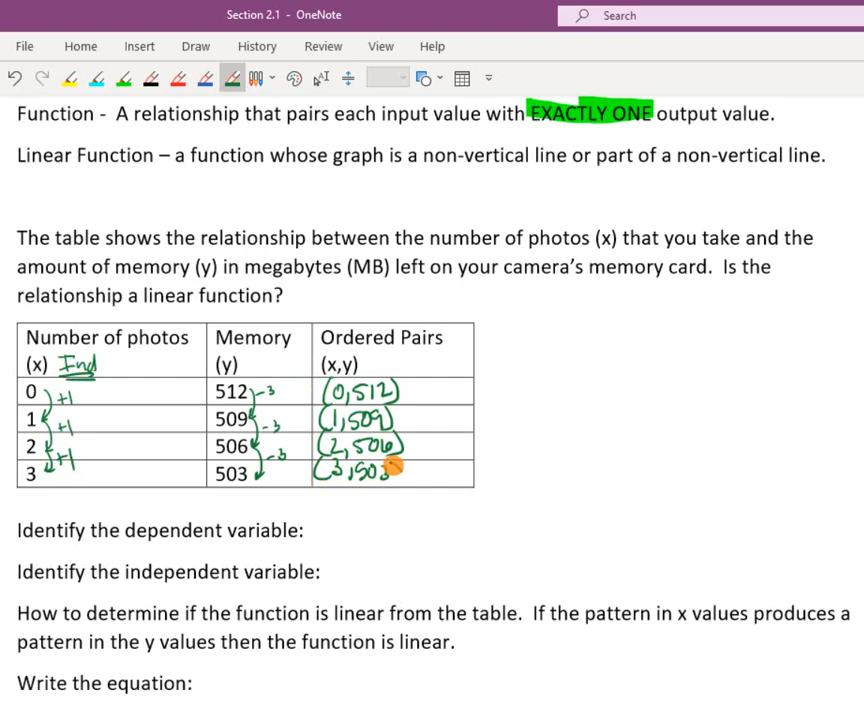 Section 2.1 - OneNote
Search
File Home Insert Draw History Review View Help
Function - A relationship that pairs each input value with EXACTLY ONE output value.
Linear Function – a function whose graph is a non-vertical line or part of a non-vertical line.
The table shows the relationship between the number of photos (x) that you take and the
amount of memory (y) in megabytes (MB) left on your camera's memory card. Is the
relationship a linear function?
Number of photos Memory Ordered Pairs
(x) Ind (y) (x,y)
0 +1 512 -3 (0,512)
1 +1 509 -3 (1,509)
2 +1 506 -3 (2,506)
3 503 (3,503
Identify the dependent variable:
Identify the independent variable:
How to determine if the function is linear from the table. If the pattern in x values produces a
pattern in the y values then the function is linear.
Write the equation: